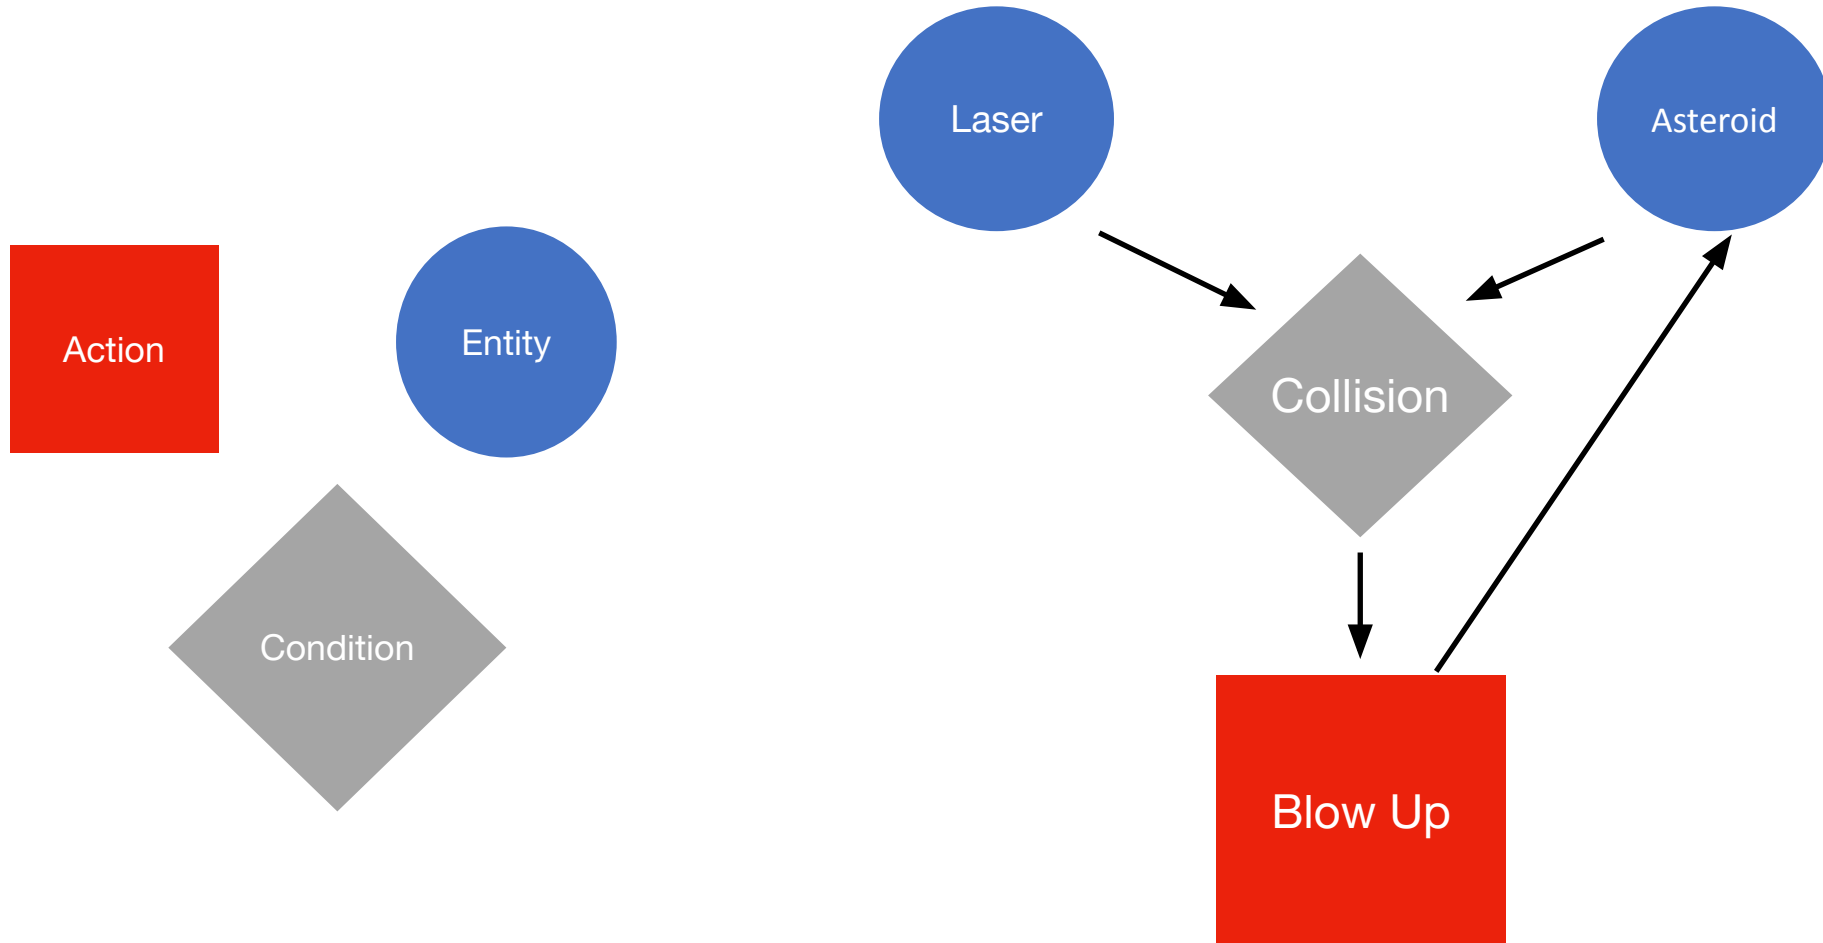 Action
Entity
Condition
Laser
Asteroid
Collision
Blow Up